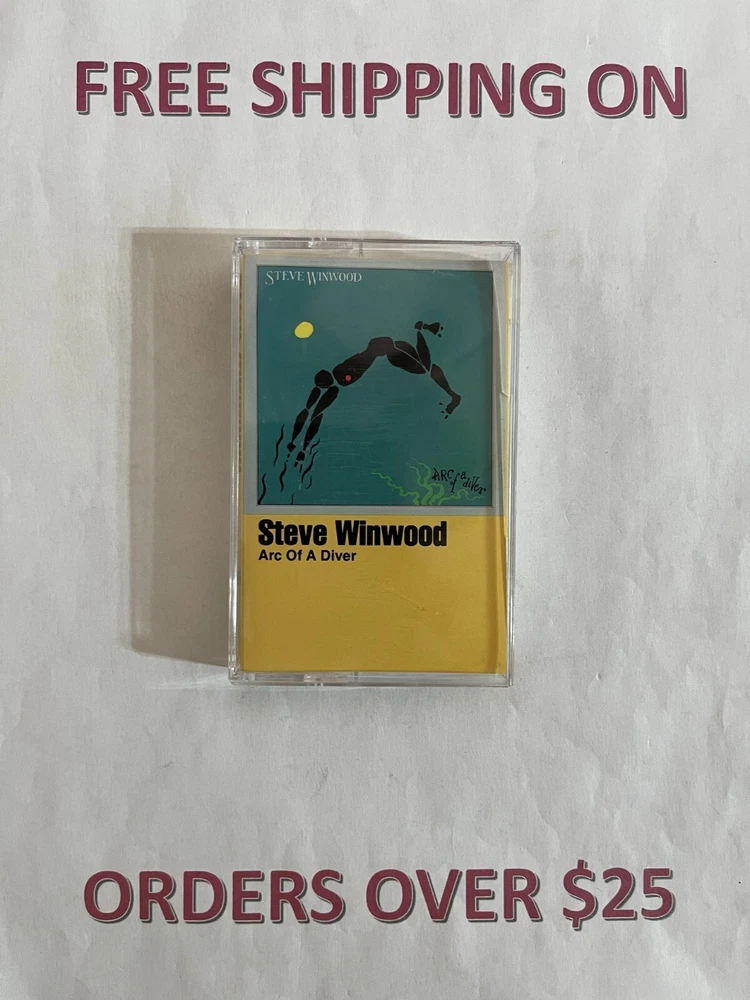 FREE SHIPPING ON
STEVE WINWOOD
ARC of a diver
Steve Winwood
Arc Of A Diver
ORDERS OVER $25